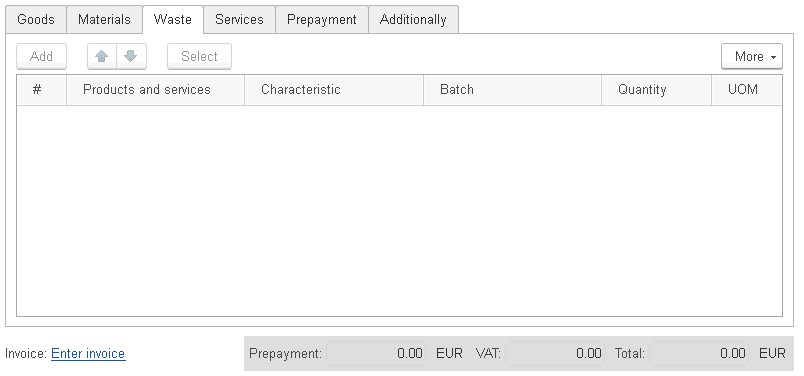 Goods Materials Waste Services Prepayment Additionally
Add Select More
# Products and services Characteristic Batch Quantity UOM
Invoice: Enter invoice Prepayment: 0.00 EUR VAT: 0.00 Total: 0.00 EUR